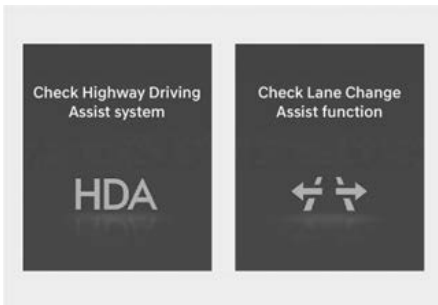 Check Highway Driving
Assist system
HDA
Check Lane Change
Assist function